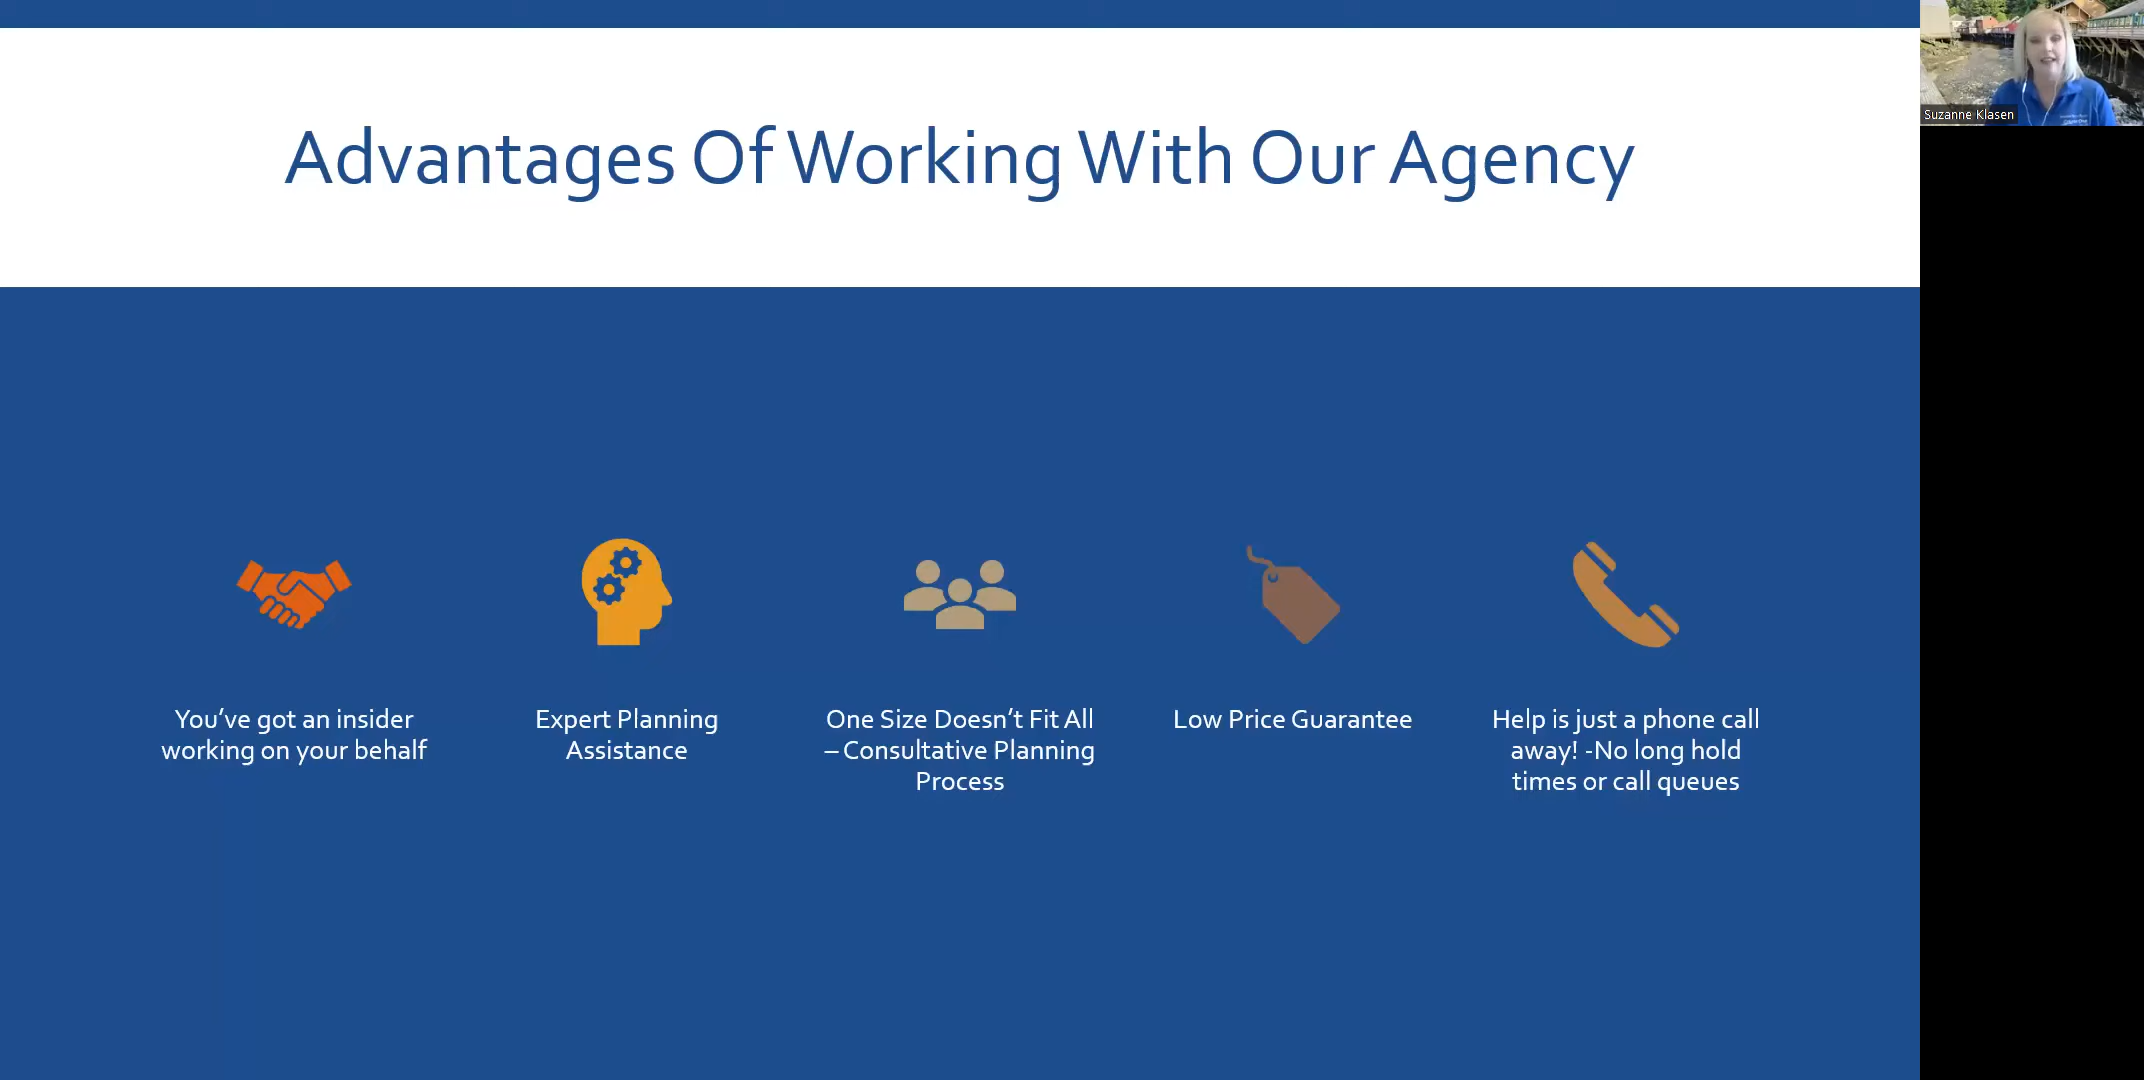 Advantages Of Working With Our Agency
Suzanne Klasen
You’ve got an insider
working on your behalf
Expert Planning
Assistance
One Size Doesn’t Fit All
– Consultative Planning
Process
Low Price Guarantee
Help is just a phone call
away! -No long hold
times or call queues